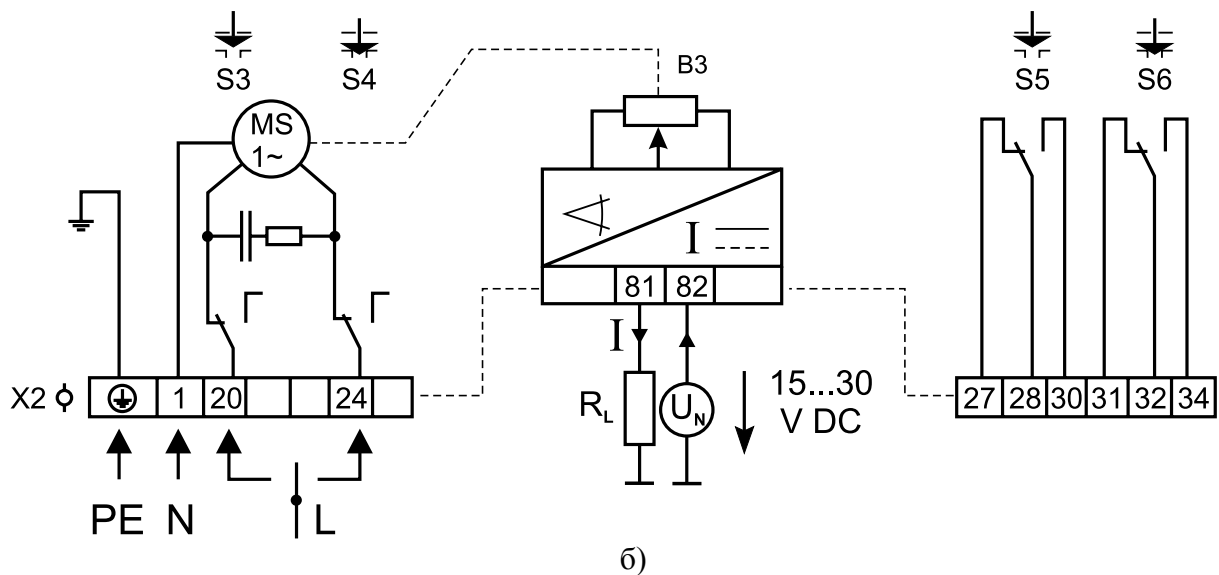 S3 S4 B3 S5 S6
MS
1~
I
81 82
I
X2 1 20 24
R_L U_N 15...30
V DC
27 28 30 31 32 34
PE N L
б)